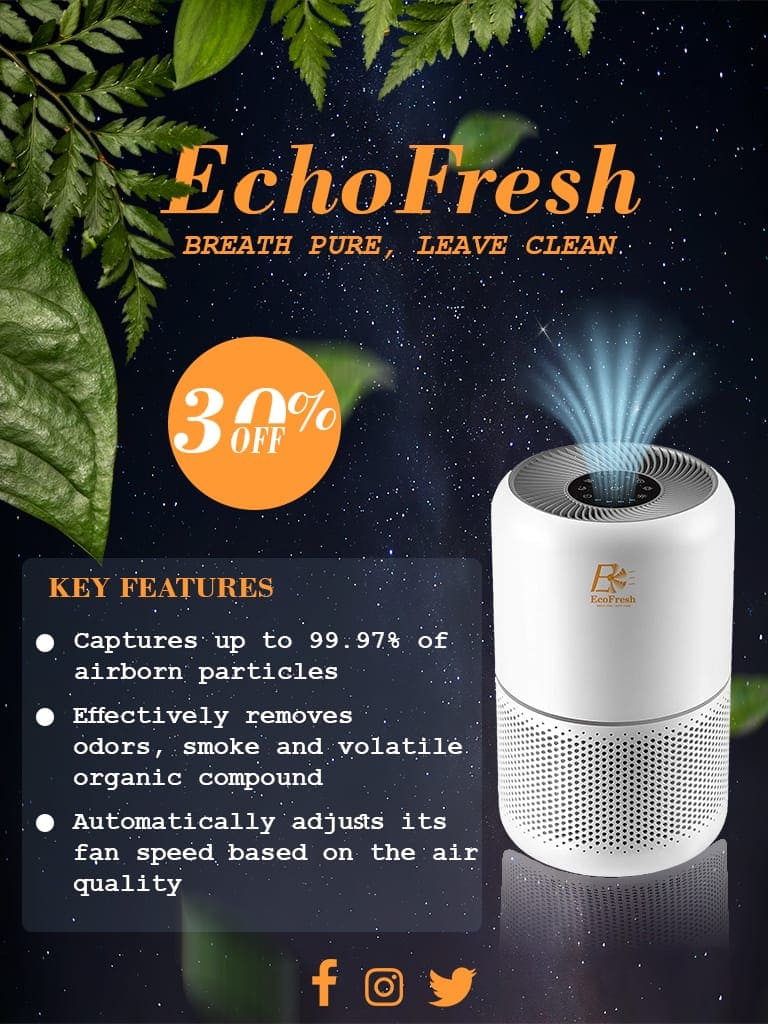 EchoFresh
BREATH PURE, LEAVE CLEAN
30%
OFF
EcoFresh
KEY FEATURES
Captures up to 99.97% of
airborn particles
Effectively removes
odors, smoke and volatile
organic compound
Automatically adjusts its
fan speed based on the air
quality